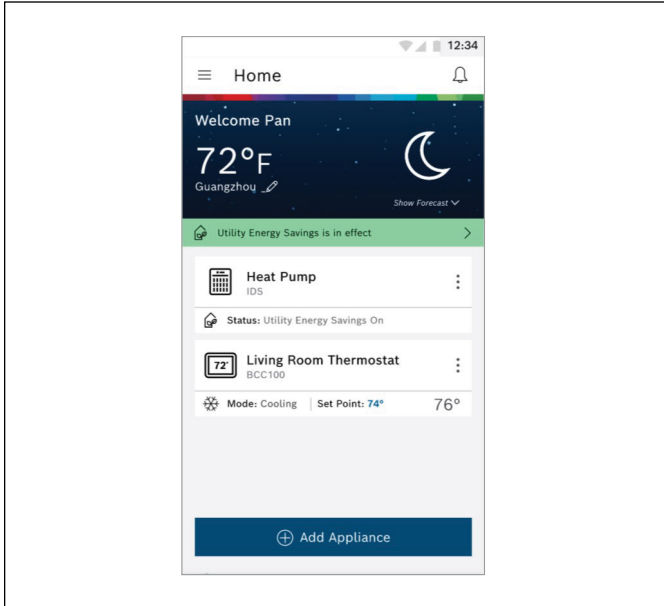 12:34
Home
Welcome Pan
72°F
Guangzhou
Show Forecast
Utility Energy Savings is in effect
Heat Pump
IDS
Status: Utility Energy Savings On
72°
Living Room Thermostat
BCC100
Mode: Cooling | Set Point: 74° 76°
Add Appliance